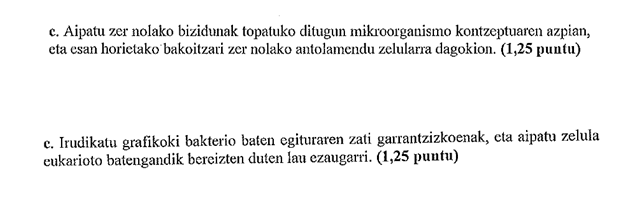 c. Aipatu zer nolako bizidunak topatuko ditugun mikroorganismo kontzeptuaren azpian,
eta esan horietako bakoitzari zer nolako antolamendu zelularra dagokion. (1,25 puntu)
c. Irudikatu grafikoki bakterio baten egituraren zati garrantzizkoenak, eta aipatu zelula
eukarioto batengandik bereizten duten lau ezaugarri. (1,25 puntu)